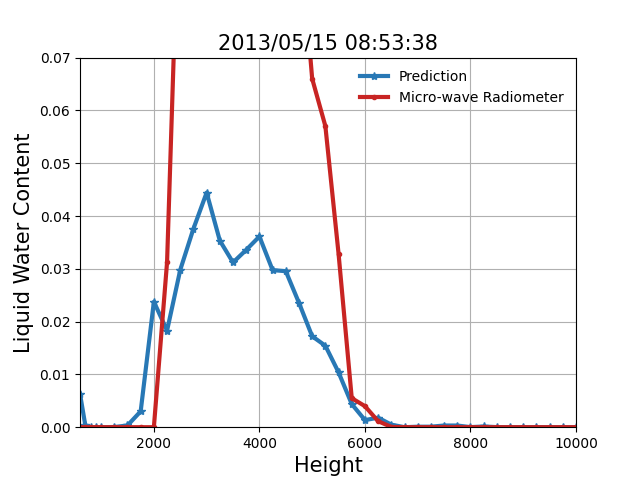 2013/05/15 08:53:38
0.07
0.06
0.05
0.04
0.03
0.02
0.01
0.00
Liquid Water Content
Prediction
Micro-wave Radiometer
2000 4000 6000 8000 10000
Height